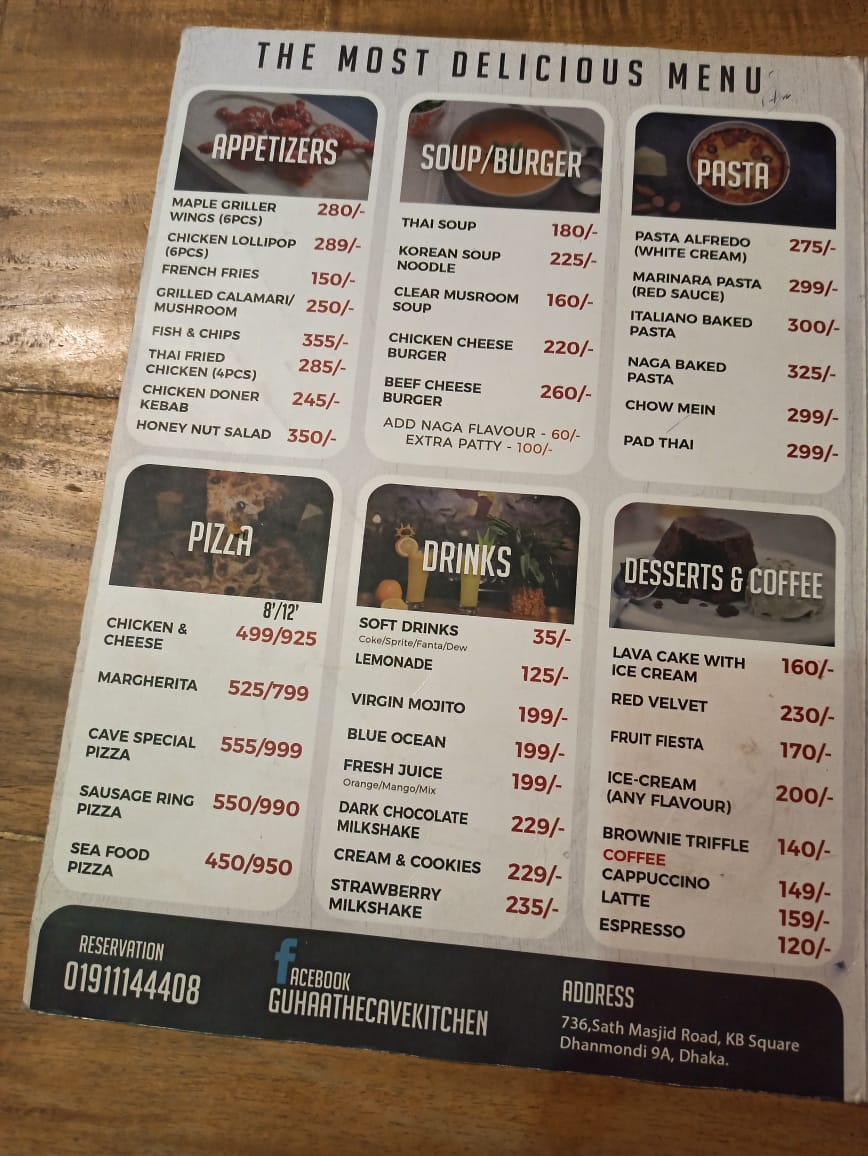 THE MOST DELICIOUS MENU
APPETIZERS
MAPLE GRILLER
WINGS (6PCS) 280/-
CHICKEN LOLLIPOP
(6PCS) 289/-
FRENCH FRIES 150/-
GRILLED CALAMARI/
MUSHROOM 250/-
FISH & CHIPS 355/-
THAI FRIED
CHICKEN (4PCS) 285/-
CHICKEN DONER
KEBAB 245/-
HONEY NUT SALAD 350/-
SOUP/BURGER
THAI SOUP 180/-
KOREAN SOUP
NOODLE 225/-
CLEAR MUSROOM
SOUP 160/-
CHICKEN CHEESE
BURGER 220/-
BEEF CHEESE
BURGER 260/-
ADD NAGA FLAVOUR - 60/-
EXTRA PATTY - 100/-
PASTA
PASTA ALFREDO
(WHITE CREAM) 275/-
MARINARA PASTA
(RED SAUCE) 299/-
ITALIANO BAKED
PASTA 300/-
NAGA BAKED
PASTA 325/-
CHOW MEIN 299/-
PAD THAI 299/-
PIZZA
8'/12'
CHICKEN &
CHEESE 499/925
MARGHERITA 525/799
CAVE SPECIAL
PIZZA 555/999
SAUSAGE RING
PIZZA 550/990
SEA FOOD
PIZZA 450/950
DRINKS
SOFT DRINKS 35/-
Coke/Sprite/Fanta/Dew
LEMONADE 125/-
VIRGIN MOJITO 199/-
BLUE OCEAN 199/-
FRESH JUICE 199/-
Orange/Mango/Mix
DARK CHOCOLATE
MILKSHAKE 229/-
CREAM & COOKIES 229/-
STRAWBERRY
MILKSHAKE 235/-
DESSERTS & COFFEE
LAVA CAKE WITH
ICE CREAM 160/-
RED VELVET 230/-
FRUIT FIESTA 170/-
ICE-CREAM
(ANY FLAVOUR) 200/-
BROWNIE TRIFFLE 140/-
COFFEE
CAPPUCCINO 149/-
LATTE 159/-
ESPRESSO 120/-
RESERVATION
01911144408
fACEBOOK
GUHAATHECAVEKITCHEN
ADDRESS
736,Sath Masjid Road, KB Square
Dhanmondi 9A, Dhaka.